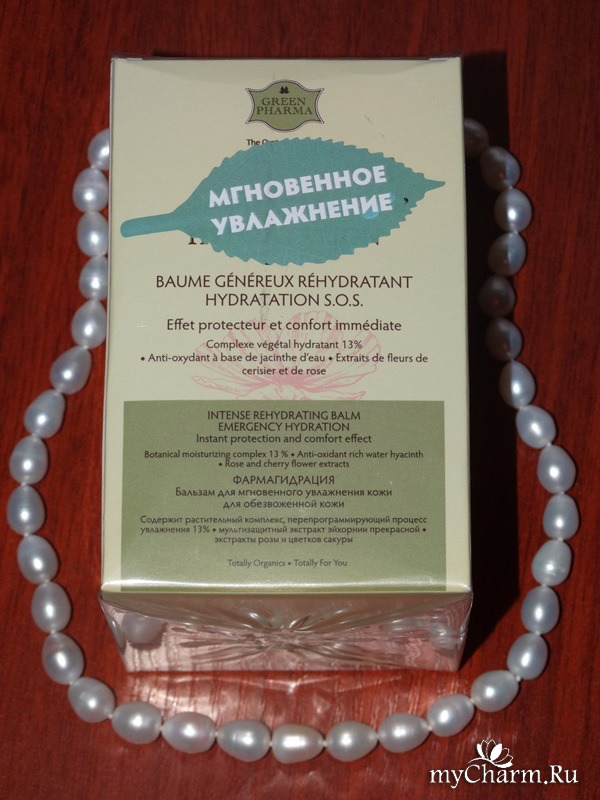 GREEN
PHARMA
The
МГНОВЕННОЕ
УВЛАЖНЕНИЕ
BAUME GÉNÉREUX RÉHYDRATANT
HYDRATATION S.O.S.
Effet protecteur et confort immédiate
Complexe végétal hydratant 13%
• Anti-oxydant à base de jacinthe d'eau • Extraits de fleurs de
cerisier et de rose
INTENSE REHYDRATING BALM
EMERGENCY HYDRATION
Instant protection and comfort effect
Botanical moisturizing complex 13 % • Anti-oxidant rich water hyacinth
• Rose and cherry flower extracts
ФАРМАГИДРАЦИЯ
Бальзам для мгновенного увлажнения кожи
для обезвоженной кожи
Содержит растительный комплекс, перепрограммирующий процесс
увлажнения 13% • мультизащитный экстракт эйхорнии прекрасной •
экстракты розы и цветков сакуры
Totally Organics • Totally For You
myCharm.Ru